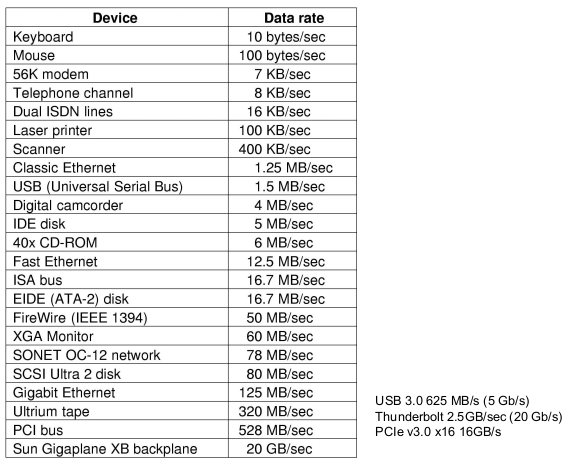 Device Data rate
Keyboard 10 bytes/sec
Mouse 100 bytes/sec
56K modem 7 KB/sec
Telephone channel 8 KB/sec
Dual ISDN lines 16 KB/sec
Laser printer 100 KB/sec
Scanner 400 KB/sec
Classic Ethernet 1.25 MB/sec
USB (Universal Serial Bus) 1.5 MB/sec
Digital camcorder 4 MB/sec
IDE disk 5 MB/sec
40x CD-ROM 6 MB/sec
Fast Ethernet 12.5 MB/sec
ISA bus 16.7 MB/sec
EIDE (ATA-2) disk 16.7 MB/sec
FireWire (IEEE 1394) 50 MB/sec
XGA Monitor 60 MB/sec
SONET OC-12 network 78 MB/sec
SCSI Ultra 2 disk 80 MB/sec
Gigabit Ethernet 125 MB/sec
Ultrium tape 320 MB/sec
PCI bus 528 MB/sec
Sun Gigaplane XB backplane 20 GB/sec
USB 3.0 625 MB/s (5 Gb/s)
Thunderbolt 2.5GB/sec (20 Gb/s)
PCIe v3.0 x16 16GB/s